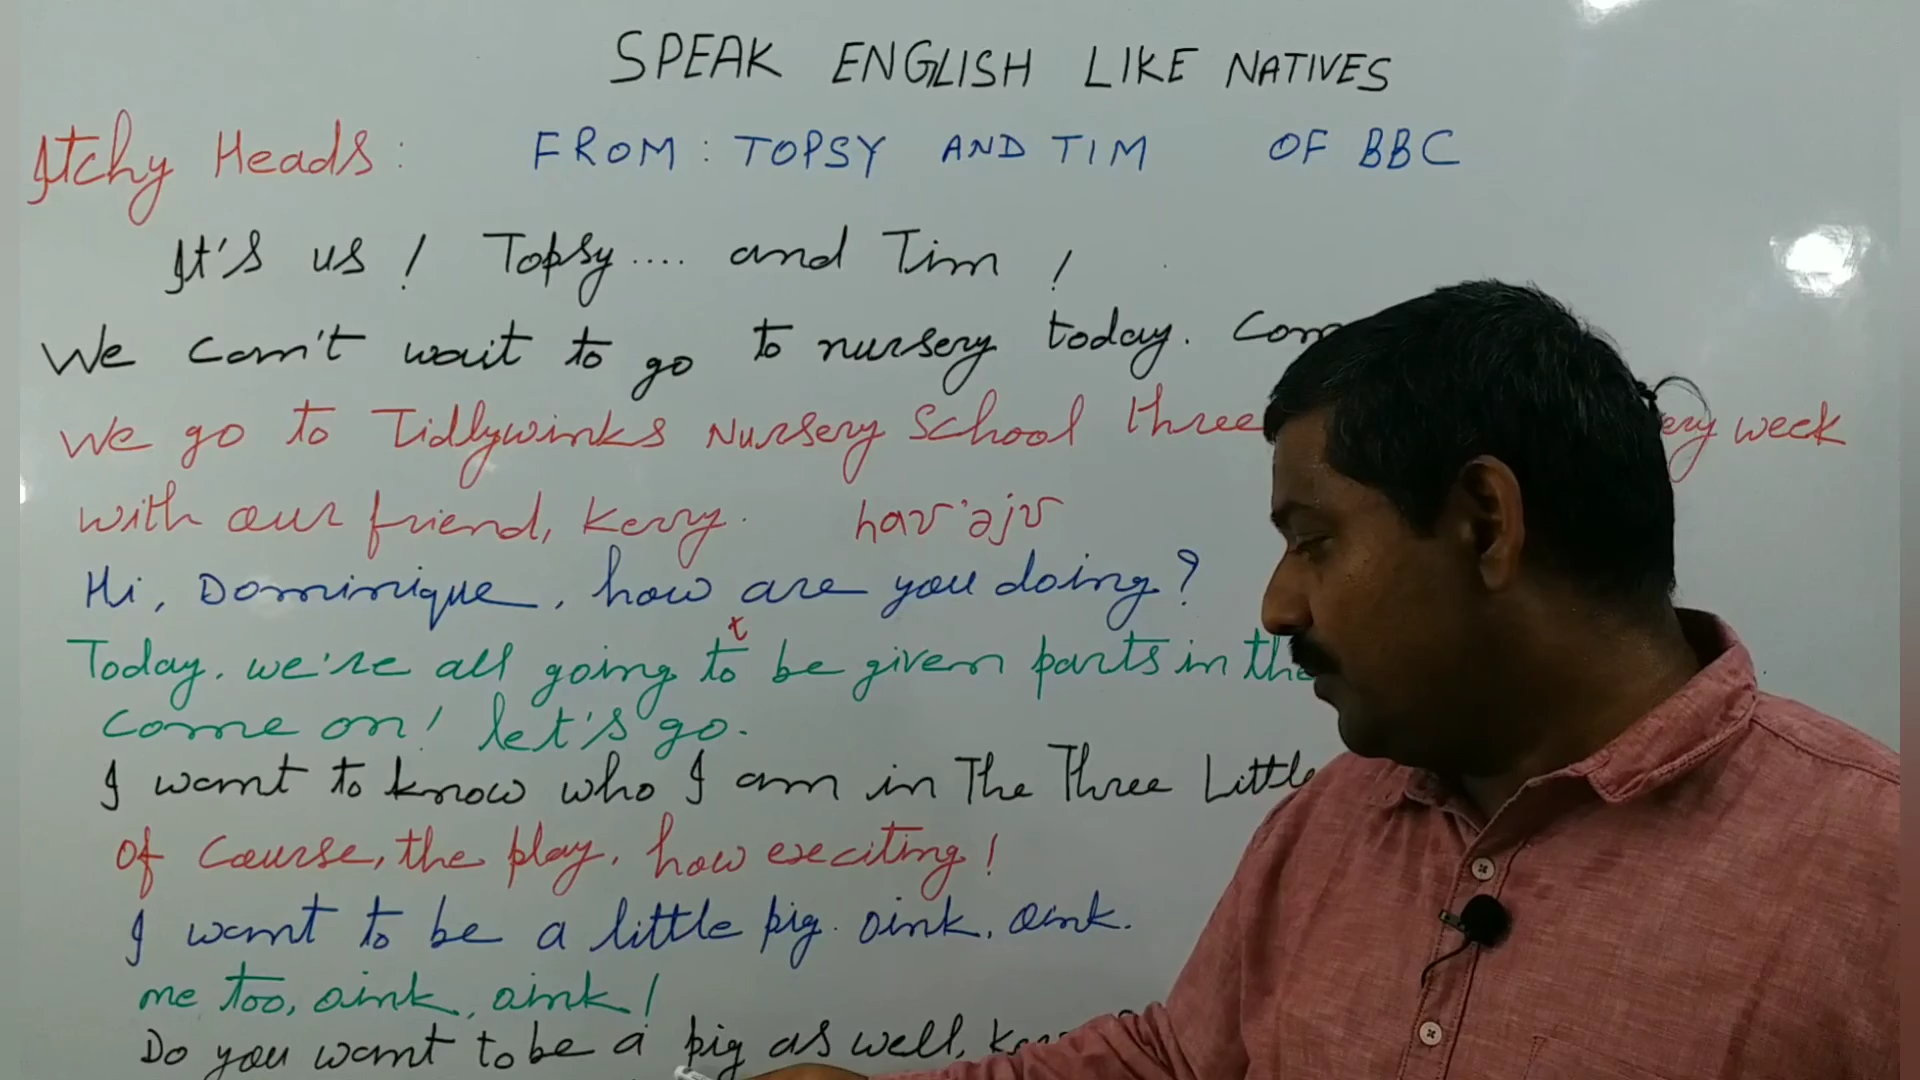 SPEAK ENGLISH LIKE NATIVES
Itchy Heads: FROM: TOPSY AND TIM OF BBC
It's us! Topsy.... and Tim!
We can't wait to go to nursery today.
We go to Tidlywinks Nursery School three week
with our friend, Kerry. haʊ'əjʊ
Hi, Dominique, how are you doing?
t
Today, we're all going to be given parts in the
come on! let's go.
I want to know who I am in The Three Little
Of course, the play, how exciting!
I want to be a little pig. oink, oink.
me too, oink, oink!
Do you want to be a pig as well,